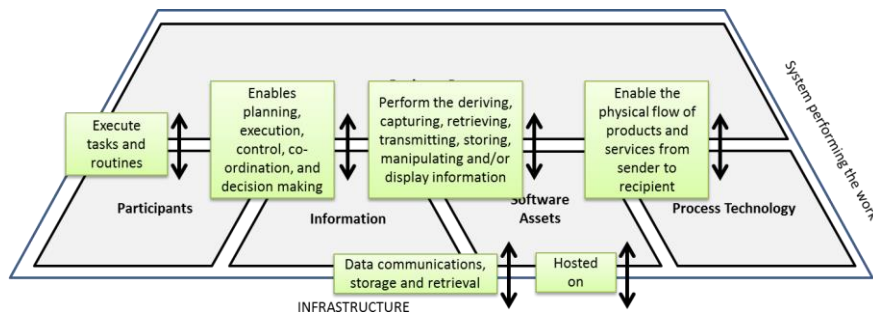 Execute
tasks and
routines
Enables
planning,
execution,
control, co-
ordination, and
decision making
Perform the deriving,
capturing, retrieving,
transmitting, storing,
manipulating and/or
display information
Enable the
physical flow of
products and
services from
sender to
recipient
System performing the work
Participants
Information
Software
Assets
Process Technology
Data communications,
storage and retrieval
Hosted
on
INFRASTRUCTURE